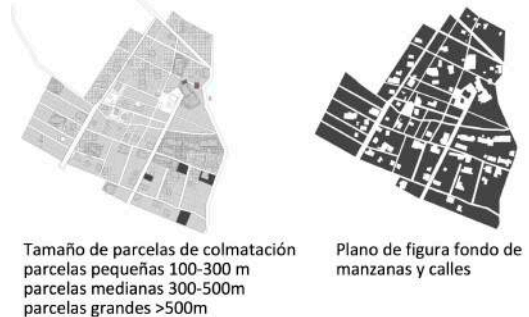 Tamaño de parcelas de colmatación
parcelas pequeñas 100-300 m
parcelas medianas 300-500m
parcelas grandes >500m
Plano de figura fondo de
manzanas y calles